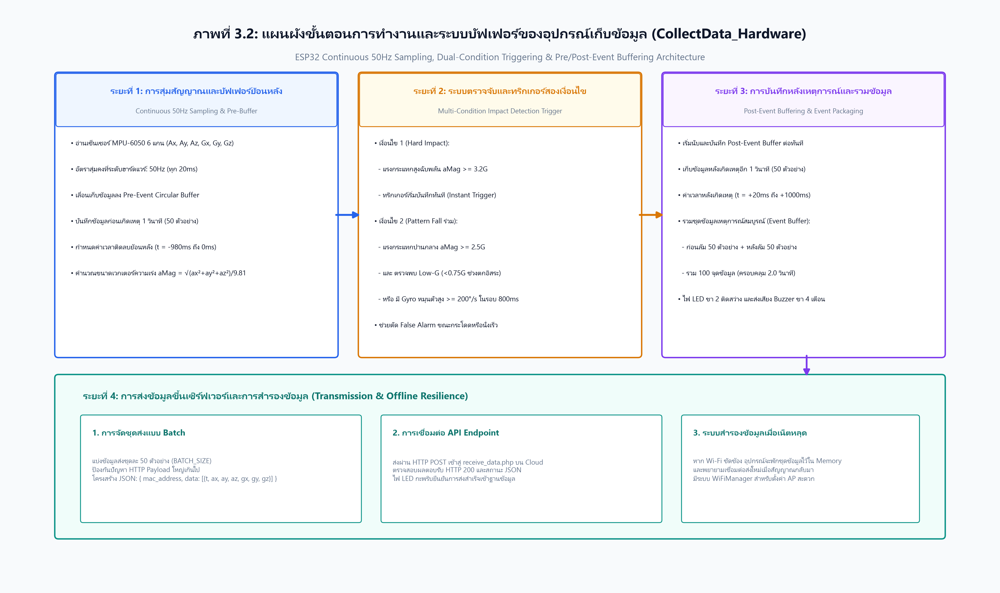 ภาพที่ 3.2: แผนผังขั้นตอนการทำงานและระบบบัฟเฟอร์ของอุปกรณ์เก็บข้อมูล (CollectData_Hardware)
ESP32 Continuous 50Hz Sampling, Dual-Condition Triggering & Pre/Post-Event Buffering Architecture
ระยะที่ 1: การสุ่มสัญญาณและบัฟเฟอร์ย้อนหลัง
Continuous 50Hz Sampling & Pre-Buffer
• อ่านเซ็นเซอร์ MPU-6050 6 แกน (Ax, Ay, Az, Gx, Gy, Gz)
• อัตราสุ่มคงที่ระดับฮาร์ดแวร์: 50Hz (ทุก 20ms)
• เลื่อนเก็บข้อมูลลง Pre-Event Circular Buffer
• บันทึกข้อมูลก่อนเกิดเหตุ 1 วินาที (50 ตัวอย่าง)
• กำหนดค่าเวลาติดลบย้อนหลัง (t = -980ms ถึง 0ms)
• คำนวณขนาดเวกเตอร์ความเร่ง aMag = √(ax²+ay²+az²)/9.81
ระยะที่ 2: ระบบตรวจจับและทริกเกอร์สองเงื่อนไข
Multi-Condition Impact Detection Trigger
• เงื่อนไข 1 (Hard Impact):
- แรงกระแทกสูงฉับพลัน aMag >= 3.2G
- ทริกเกอร์เริ่มบันทึกทันที (Instant Trigger)
• เงื่อนไข 2 (Pattern Fall ร่วม):
- แรงกระแทกปานกลาง aMag >= 2.5G
- และ ตรวจพบ Low-G (<0.75G ช่วงตกอิสระ)
- หรือ มี Gyro หมุนตัวสูง >= 200°/s ในรอบ 800ms
• ช่วยตัด False Alarm ขณะกระโดดหรือนั่งเร็ว
ระยะที่ 3: การบันทึกหลังเหตุการณ์และรวมข้อมูล
Post-Event Buffering & Event Packaging
• เริ่มนับและบันทึก Post-Event Buffer ต่อทันที
• เก็บข้อมูลหลังเกิดเหตุอีก 1 วินาที (50 ตัวอย่าง)
• ค่าเวลาหลังเกิดเหตุ (t = +20ms ถึง +1000ms)
• รวมชุดข้อมูลเหตุการณ์สมบูรณ์ (Event Buffer):
- ก่อนล้ม 50 ตัวอย่าง + หลังล้ม 50 ตัวอย่าง
- รวม 100 จุดข้อมูล (ครอบคลุม 2.0 วินาที)
• ไฟ LED ขา 2 ติดสว่าง และส่งเสียง Buzzer ขา 4 เตือน
ระยะที่ 4: การส่งข้อมูลขึ้นเซิร์ฟเวอร์และการสำรองข้อมูล (Transmission & Offline Resilience)
1. การจัดชุดส่งแบบ Batch
แบ่งข้อมูลส่งชุดละ 50 ตัวอย่าง (BATCH_SIZE)
ป้องกันปัญหา HTTP Payload ใหญ่เกินไป
โครงสร้าง JSON: { mac_address, data: [{t, ax, ay, az, gx, gy, gz}] }
2. การเชื่อมต่อ API Endpoint
ส่งผ่าน HTTP POST เข้าสู่ receive_data.php บน Cloud
ตรวจสอบผลตอบรับ HTTP 200 และสถานะ JSON
ไฟ LED กะพริบยืนยันการส่งสำเร็จเข้าฐานข้อมูล
3. ระบบสำรองข้อมูลเมื่อเน็ตหลุด
หาก Wi-Fi ขัดข้อง อุปกรณ์จะพักชุดข้อมูลไว้ใน Memory
และพยายามเชื่อมต่อส่งใหม่เมื่อสัญญาณกลับมา
มีระบบ WiFiManager สำหรับตั้งค่า AP สะดวก